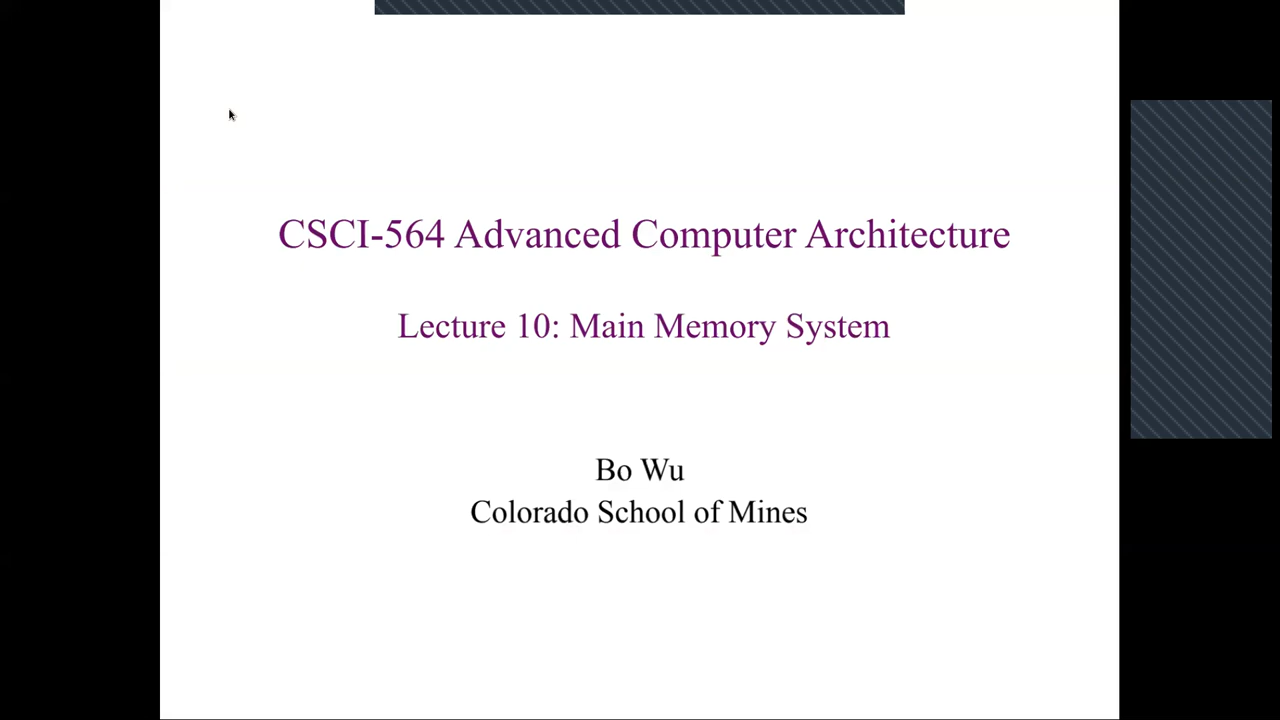 CSCI-564 Advanced Computer Architecture
Lecture 10: Main Memory System
Bo Wu
Colorado School of Mines